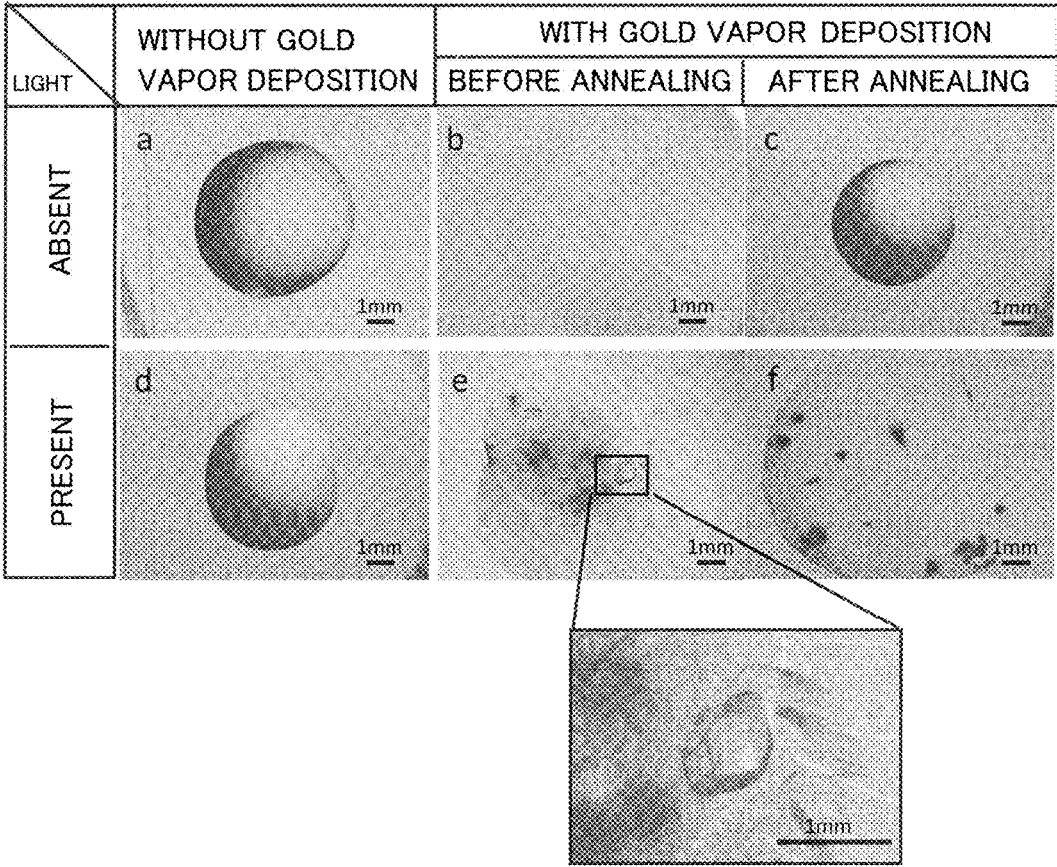 LIGHT
WITHOUT GOLD
VAPOR DEPOSITION
WITH GOLD VAPOR DEPOSITION
BEFORE ANNEALING
AFTER ANNEALING
ABSENT
a
1mm
b
1mm
c
1mm
PRESENT
d
1mm
e
1mm
f
1mm
1mm